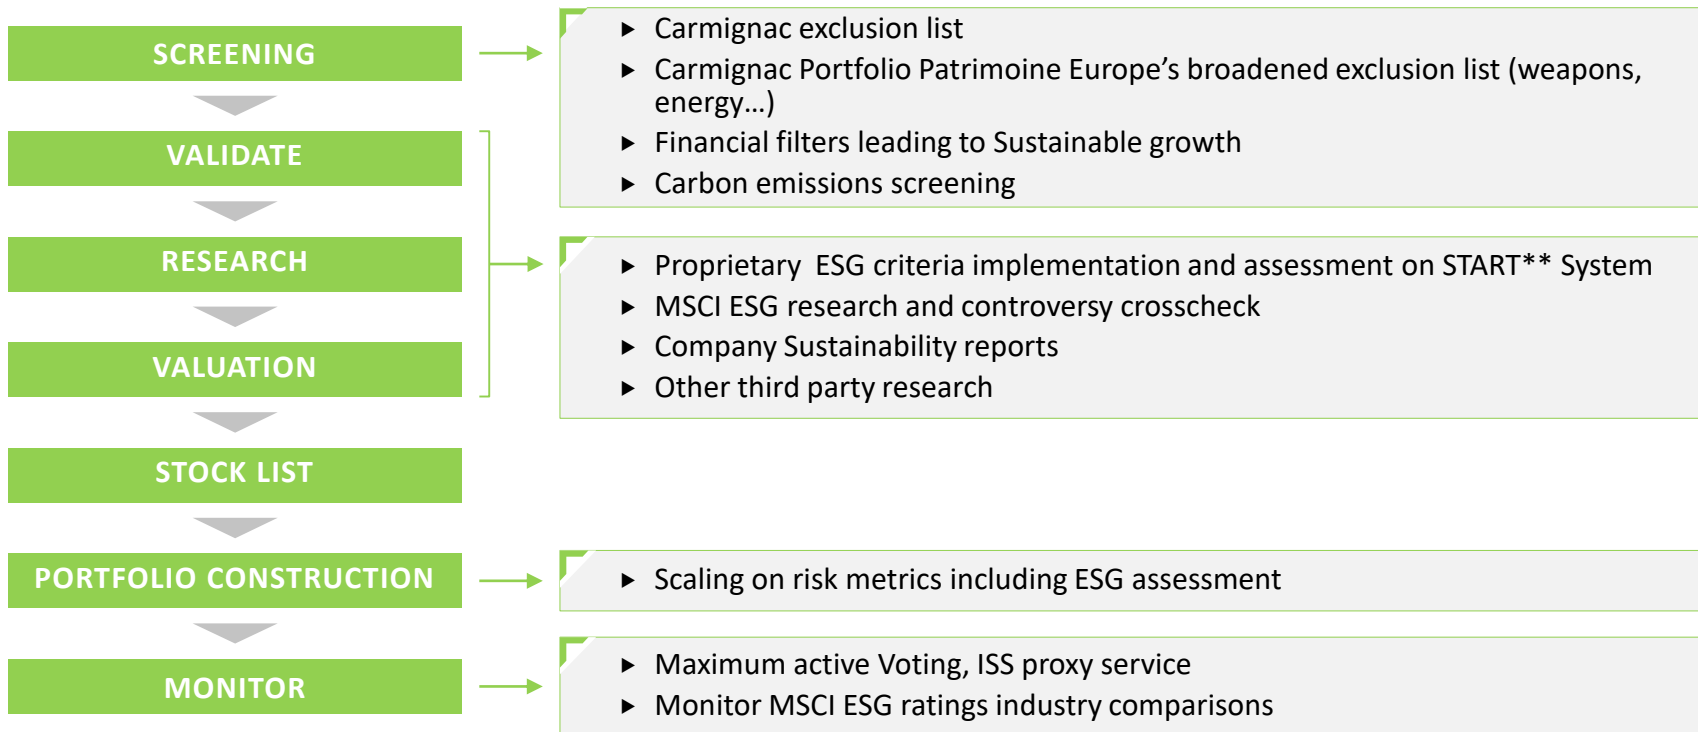 SCREENING
► Carmignac exclusion list
► Carmignac Portfolio Patrimoine Europe’s broadened exclusion list (weapons,
energy…)
► Financial filters leading to Sustainable growth
► Carbon emissions screening
VALIDATE
RESEARCH
VALUATION
► Proprietary ESG criteria implementation and assessment on START** System
► MSCI ESG research and controversy crosscheck
► Company Sustainability reports
► Other third party research
STOCK LIST
PORTFOLIO CONSTRUCTION
► Scaling on risk metrics including ESG assessment
MONITOR
► Maximum active Voting, ISS proxy service
► Monitor MSCI ESG ratings industry comparisons